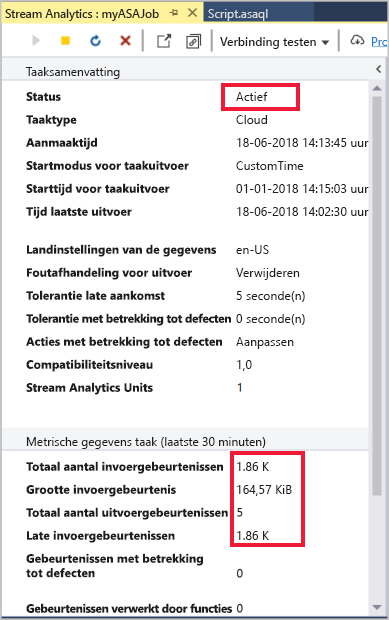 Stream Analytics : myASAJob
Script.asaql
Verbinding testen
Pro
Taaksamenvatting
Status Actief
Taaktype Cloud
Aanmaaktijd 18-06-2018 14:13:45 uur
Startmodus voor taakuitvoer CustomTime
Starttijd voor taakuitvoer 01-01-2018 14:15:03 uur
Tijd laatste uitvoer 18-06-2018 14:02:30 uur
Landinstellingen van de gegevens en-US
Foutafhandeling voor uitvoer Verwijderen
Tolerantie late aankomst 5 seconde(n)
Tolerantie met betrekking tot defecten 0 seconde(n)
Acties met betrekking tot defecten Aanpassen
Compatibiliteitsniveau 1,0
Stream Analytics Units 1
Metrische gegevens taak (laatste 30 minuten)
Totaal aantal invoergebeurtenissen 1.86 K
Grootte invoergebeurtenis 164,57 KiB
Totaal aantal uitvoergebeurtenissen 5
Late invoergebeurtenissen 1.86 K
Gebeurtenissen met betrekking
tot defecten 0
Gebeurtenissen verwerkt door functies 0